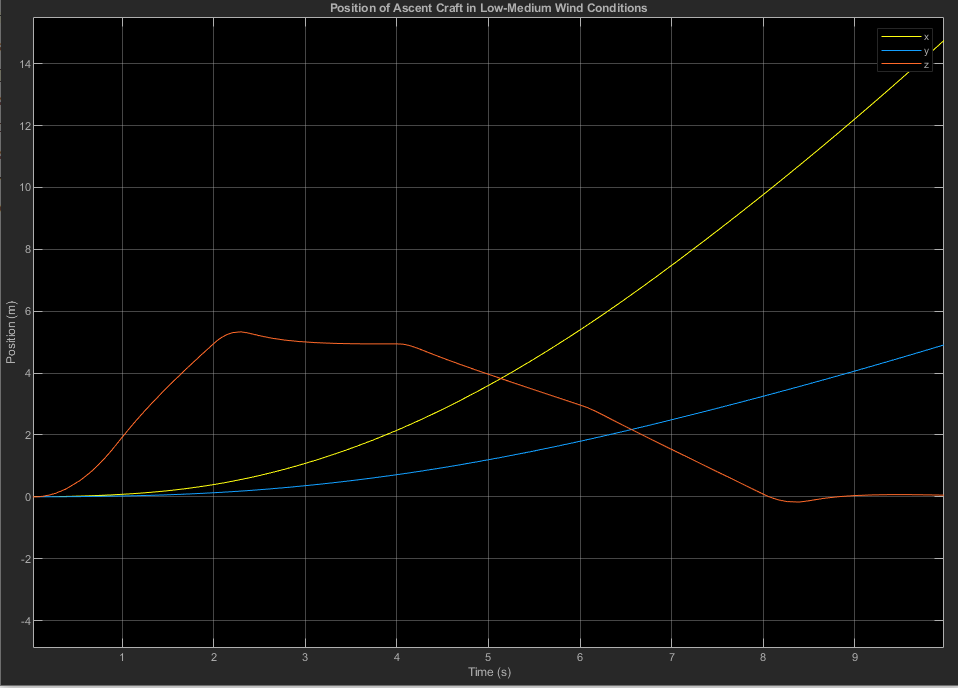 Position of Ascent Craft in Low-Medium Wind Conditions
x
y
z
14
12
10
8
6
4
2
0
-2
-4
Position (m)
1 2 3 4 5 6 7 8 9
Time (s)